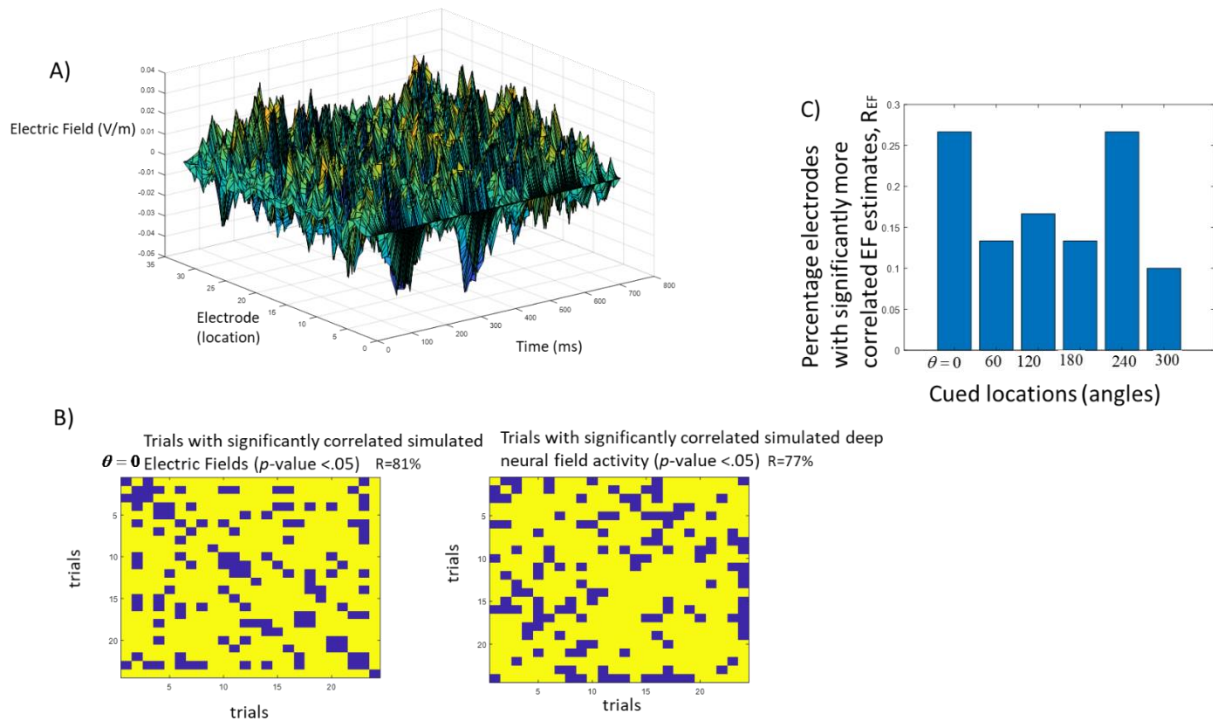 A)
Electric Field (V/m)
0.04
0.03
0.02
0.01
0
-0.01
-0.02
-0.03
-0.04
-0.05
-0.06
35
30
25
20
15
10
5
0
Electrode
(location)
0
100
200
300
400
500
600
700
800
Time (ms)
C)
Percentage electrodes
with significantly more
correlated EF estimates, REF
0.3
0.25
0.2
0.15
0.1
0.05
0
θ = 0 60 120 180 240 300
Cued locations (angles)
B)
Trials with significantly correlated simulated
θ = 0 Electric Fields (p-value <.05) R=81%
trials
5
10
15
20
5 10 15 20
trials
Trials with significantly correlated simulated deep
neural field activity (p-value <.05) R=77%
trials
5
10
15
20
5 10 15 20
trials